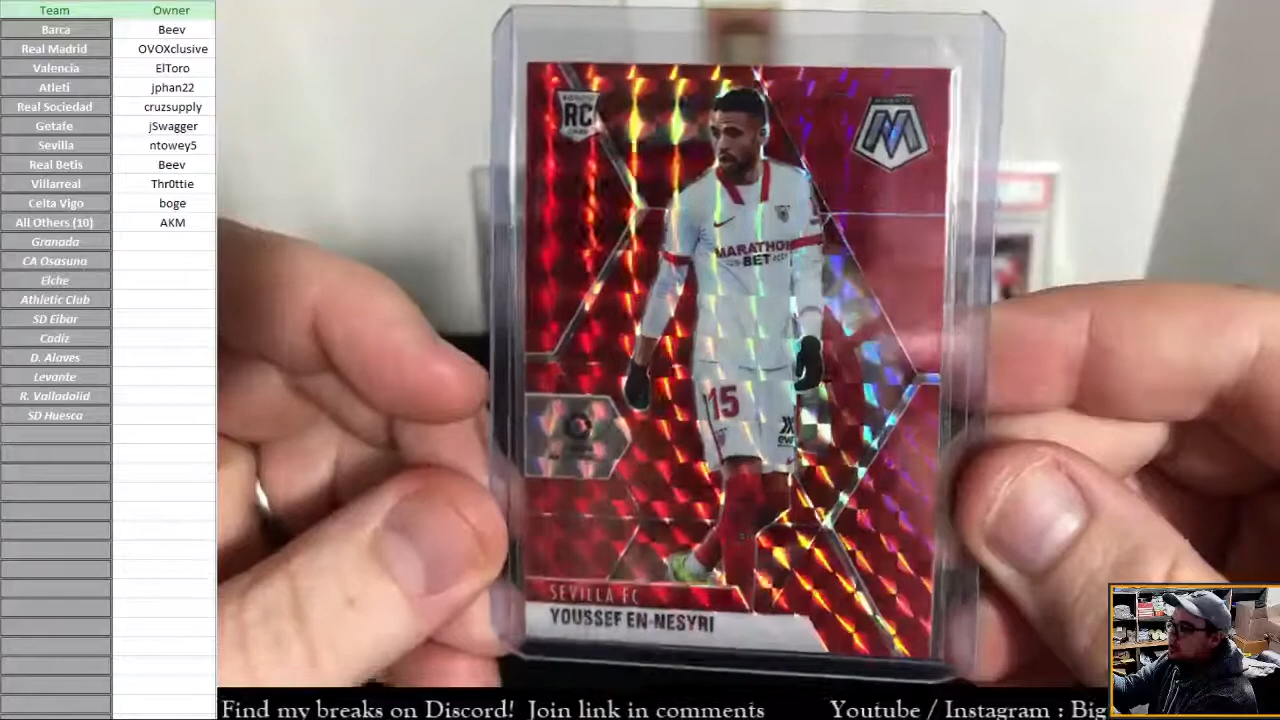 Team Owner
Barca Beev
Real Madrid OVOXclusive
Valencia ElToro
Atleti jphan22
Real Sociedad cruzsupply
Getafe jSwagger
Sevilla ntowey5
Real Betis Beev
Villarreal Thr0ttie
Celta Vigo boge
All Others (10) AKM
Granada
CA Osasuna
Elche
Athletic Club
SD Eibar
Cadiz
D. Alaves
Levante
R. Valladolid
SD Huesca
RC
MARATHON
BET
15
SEVILLA FC
YOUSSEF EN-NESYRI
Find my breaks on Discord! Join link in comments Youtube / Instagram : Big